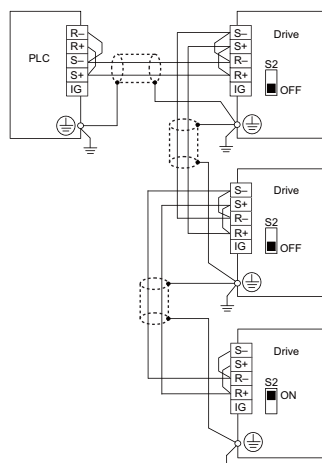 PLC
R–
R+
S–
S+
IG
S–
S+
R–
R+
IG
Drive
S2
OFF
S–
S+
R–
R+
IG
Drive
S2
OFF
S–
S+
R–
R+
IG
Drive
S2
ON